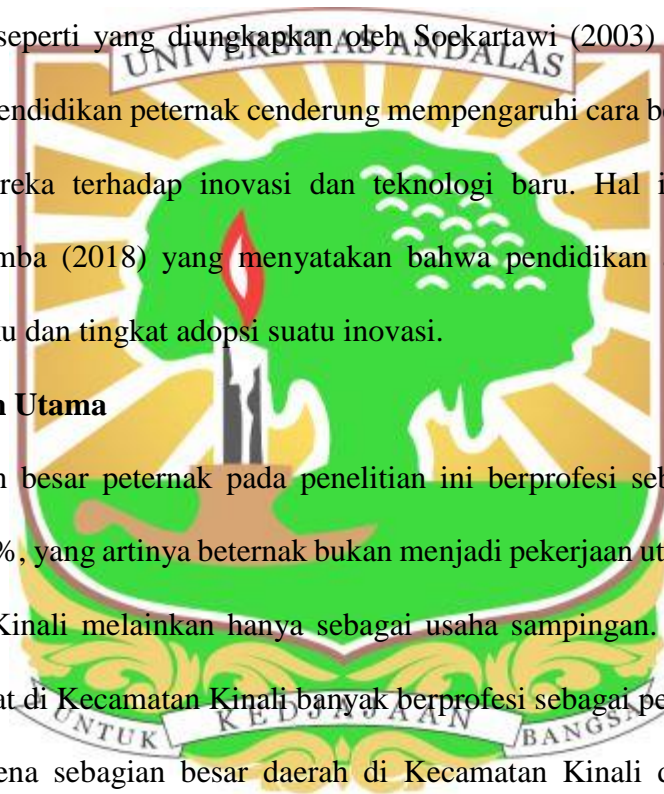 seperti yang diungkapkan oleh Soekartawi (2003)
UNIVERSITAS ANDALAS
endidikan peternak cenderung mempengaruhi cara be
reka terhadap inovasi dan teknologi baru. Hal i
mba (2018) yang menyatakan bahwa pendidikan
u dan tingkat adopsi suatu inovasi.
n Utama
n besar peternak pada penelitian ini berprofesi seb
%, yang artinya beternak bukan menjadi pekerjaan ut
Kinali melainkan hanya sebagai usaha sampingan.
at di Kecamatan Kinali banyak berprofesi sebagai pe
UNTUK KEDJAJAAN BANGSA
ena sebagian besar daerah di Kecamatan Kinali d